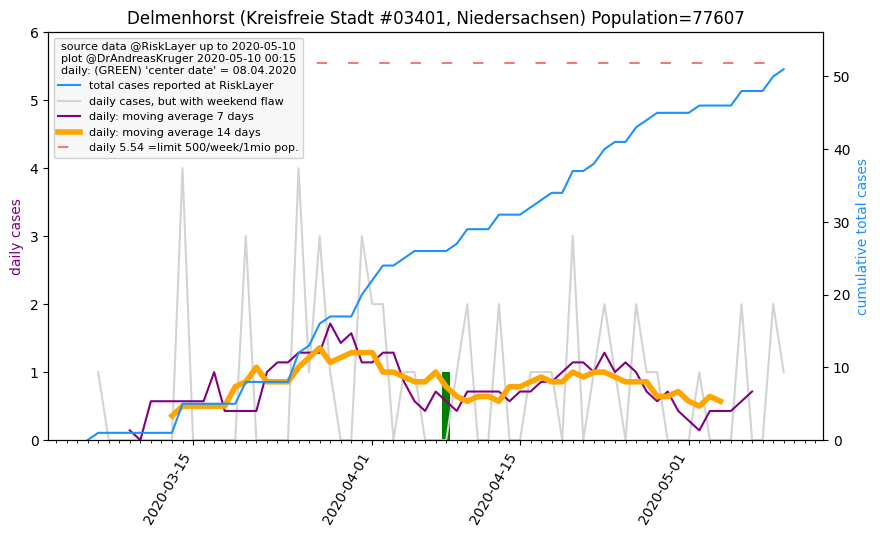 Delmenhorst (Kreisfreie Stadt #03401, Niedersachsen) Population=77607
source data @RiskLayer up to 2020-05-10
plot @DrAndreasKruger 2020-05-10 00:15
daily: (GREEN) 'center date' = 08.04.2020
total cases reported at RiskLayer
daily cases, but with weekend flaw
daily: moving average 7 days
daily: moving average 14 days
daily 5.54 =limit 500/week/1mio pop.
daily cases
6
5
4
3
2
1
0
cumulative total cases
50
40
30
20
10
0
2020-03-15
2020-04-01
2020-04-15
2020-05-01